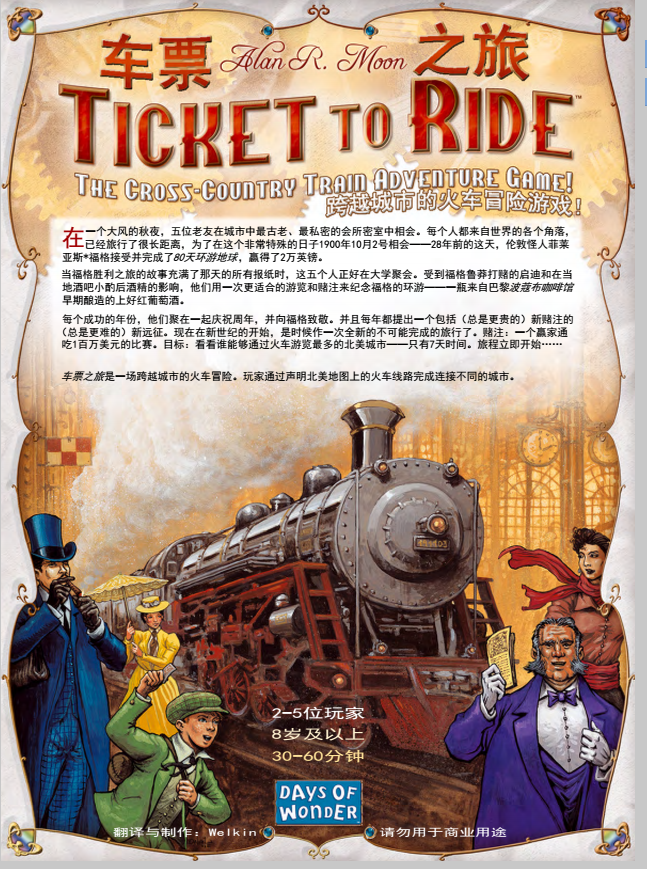 车票 Alan R. Moon 之旅
TICKET TO RIDE™
THE CROSS-COUNTRY TRAIN ADVENTURE GAME!
跨越城市的火车冒险游戏!
在一个大风的秋夜，五位老友在城市中最古老、最私密的会所密室中相会。每个人都来自世界的各个角落，
已经旅行了很长距离，为了在这个非常特殊的日子1900年10月2号相会——28年前的这天，伦敦怪人菲莱
亚斯*福格接受并完成了80天环游地球，赢得了2万英镑。
当福格胜利之旅的故事充满了那天的所有报纸时，这五个人正好在大学聚会。受到福格鲁莽打赌的启迪和在当
地酒吧小酌后酒精的影响，他们用一次更适合的游览和赌注来纪念福格的环游——一瓶来自巴黎波蔻布咖啡馆
早期酿造的上好红葡萄酒。
每个成功的年份，他们聚在一起庆祝周年，并向福格致敬。并且每年都提出一个包括（总是更贵的）新赌注的
（总是更难的）新远征。现在在新世纪的开始，是时候作一次全新的不可能完成的旅行了。赌注：一个赢家通
吃1百万美元的比赛。目标：看看谁能够通过火车游览最多的北美城市——只有7天时间。旅程立即开始……
车票之旅是一场跨越城市的火车冒险。玩家通过声明北美地图上的火车线路完成连接不同的城市。
2-5位玩家
8岁及以上
30-60分钟
DAYS OF
WONDER
翻译与制作：Welkin 请勿用于商业用途